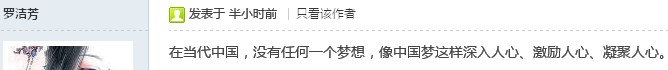 罗洁芳
发表于 半小时前 只看该作者
在当代中国，没有任何一个梦想，像中国梦这样深入人心、激励人心、凝聚人心。